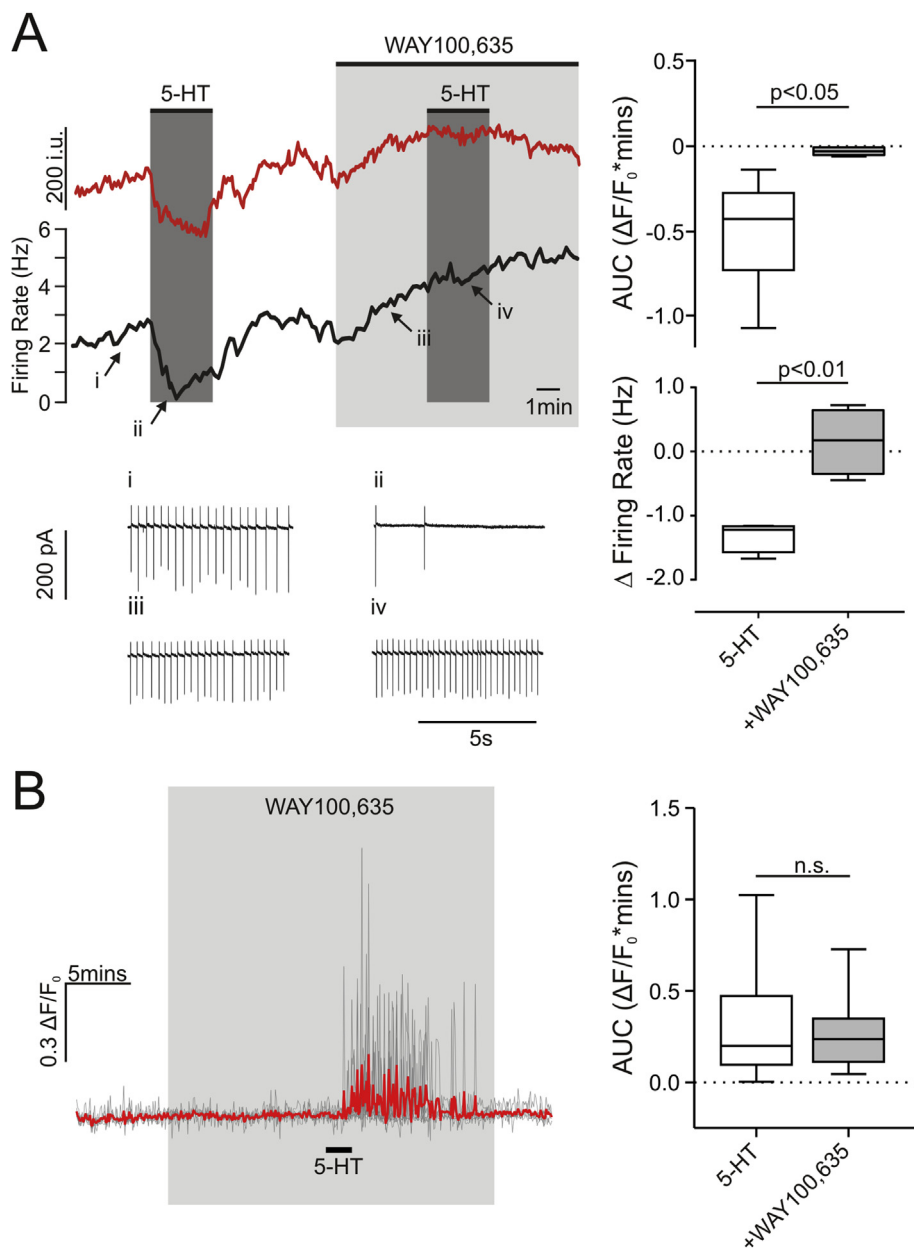 A
WAY100,635
5-HT
5-HT
200 i.u.
Firing Rate (Hz)
6
4
2
0
i
ii
iii
iv
1min
i
ii
200 pA
iii
iv
5s
AUC (ΔF/F₀*mins)
0.5
0
-0.5
-1.0
p<0.05
Δ Firing Rate (Hz)
1.0
0.0
-1.0
-2.0
p<0.01
5-HT
+WAY100,635
B
WAY100,635
5mins
0.3 ΔF/F₀
5-HT
AUC (ΔF/F₀*mins)
1.5
1.0
0.5
0.0
n.s.
5-HT
+WAY100,635